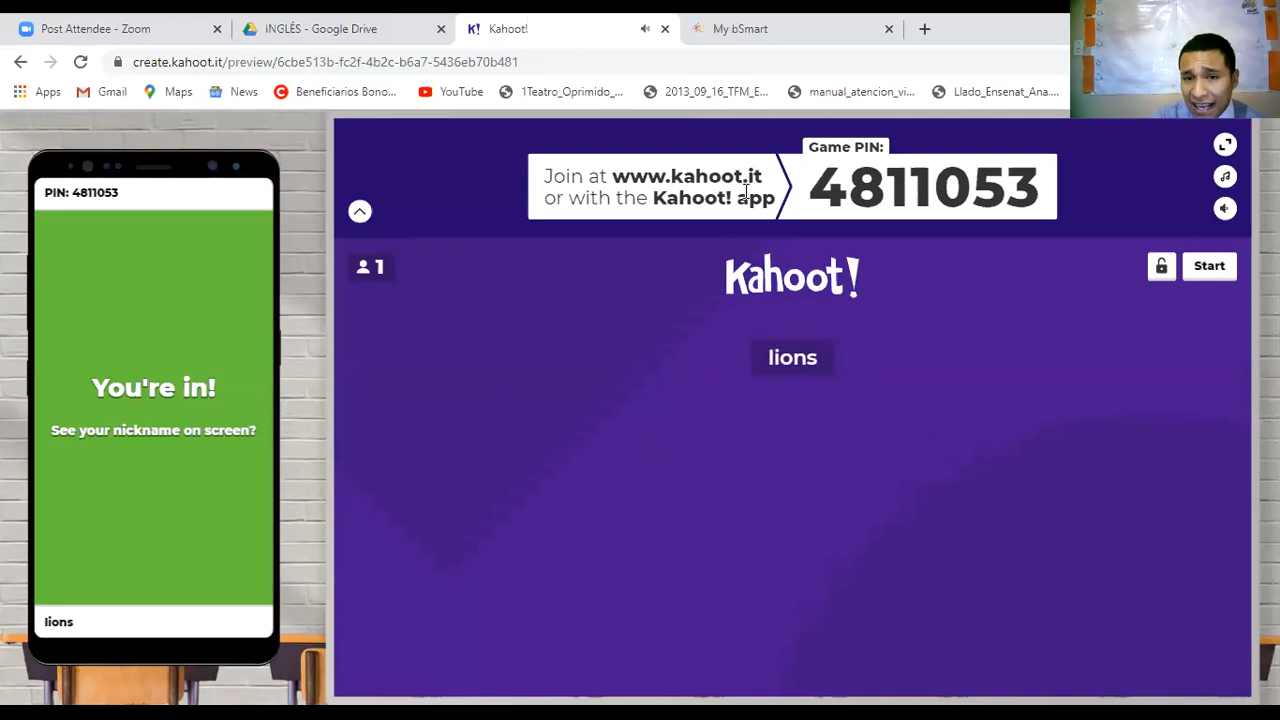 Post Attendee - Zoom
iNGLÉS - Google Drive
Kahoot!
My bSmart
create.kahoot.it/preview/6cbe513b-fc2f-4b2c-b6a7-5436eb70b481
Apps
Gmail
Maps
News
Beneficiarios Bono...
YouTube
1Teatro_Oprimido_...
2013_09_16_TFM_E...
manual_atencion_vi...
Llado_Ensenat_Ana....
PIN: 4811053
You're in!
See your nickname on screen?
lions
Join at www.kahoot.it
or with the Kahoot! app
Game PIN:
4811053
1
Kahoot!
Start
lions